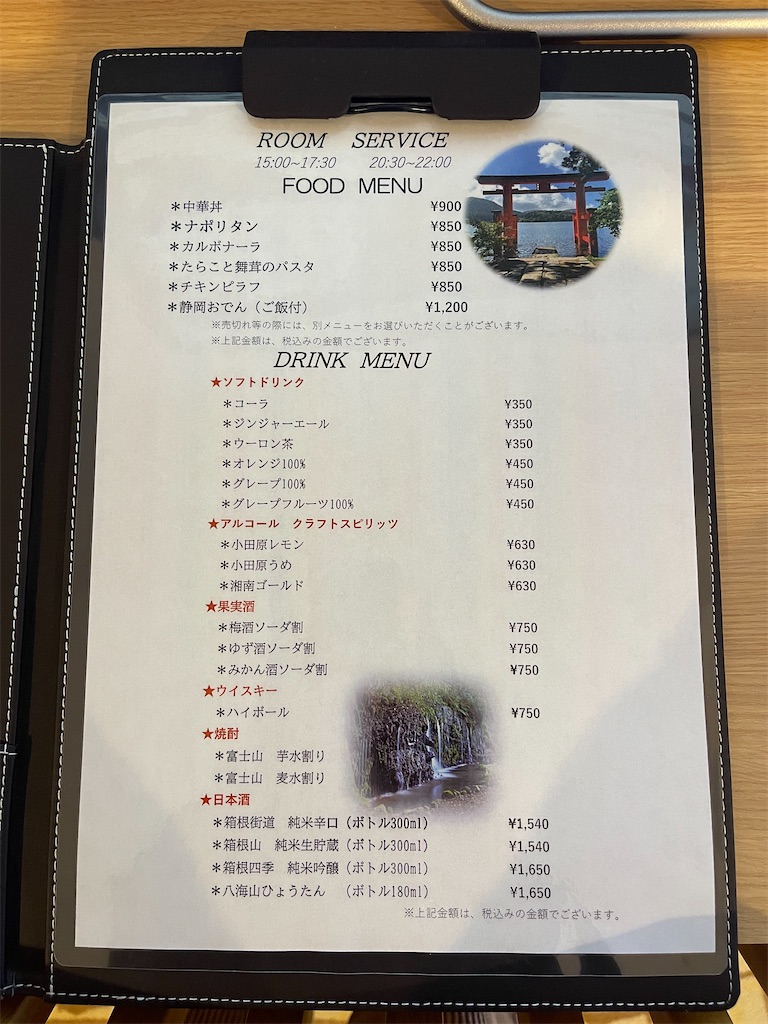 ROOM SERVICE
15:00~17:30 20:30~22:00
FOOD MENU
＊中華丼 ¥900
＊ナポリタン ¥850
＊カルボナーラ ¥850
＊たらこと舞茸のパスタ ¥850
＊チキンピラフ ¥850
＊静岡おでん（ご飯付） ¥1,200
※売切れ等の際には、別メニューをお選びいただくことがございます。
※上記金額は、税込みの金額でございます。
DRINK MENU
★ソフトドリンク
＊コーラ ¥350
＊ジンジャーエール ¥350
＊ウーロン茶 ¥350
＊オレンジ100% ¥450
＊グレープ100% ¥450
＊グレープフルーツ100% ¥450
★アルコール　クラフトスピリッツ
＊小田原レモン ¥630
＊小田原うめ ¥630
＊湘南ゴールド ¥630
★果実酒
＊梅酒ソーダ割 ¥750
＊ゆず酒ソーダ割 ¥750
＊みかん酒ソーダ割 ¥750
★ウイスキー
＊ハイボール ¥750
★焼酎
＊富士山　芋水割り
＊富士山　麦水割り
★日本酒
＊箱根街道　純米辛口（ボトル300ml） ¥1,540
＊箱根山　純米生貯蔵（ボトル300ml） ¥1,540
＊箱根四季　純米吟醸（ボトル300ml） ¥1,650
＊八海山ひょうたん　（ボトル180ml） ¥1,650
※上記金額は、税込みの金額でございます。